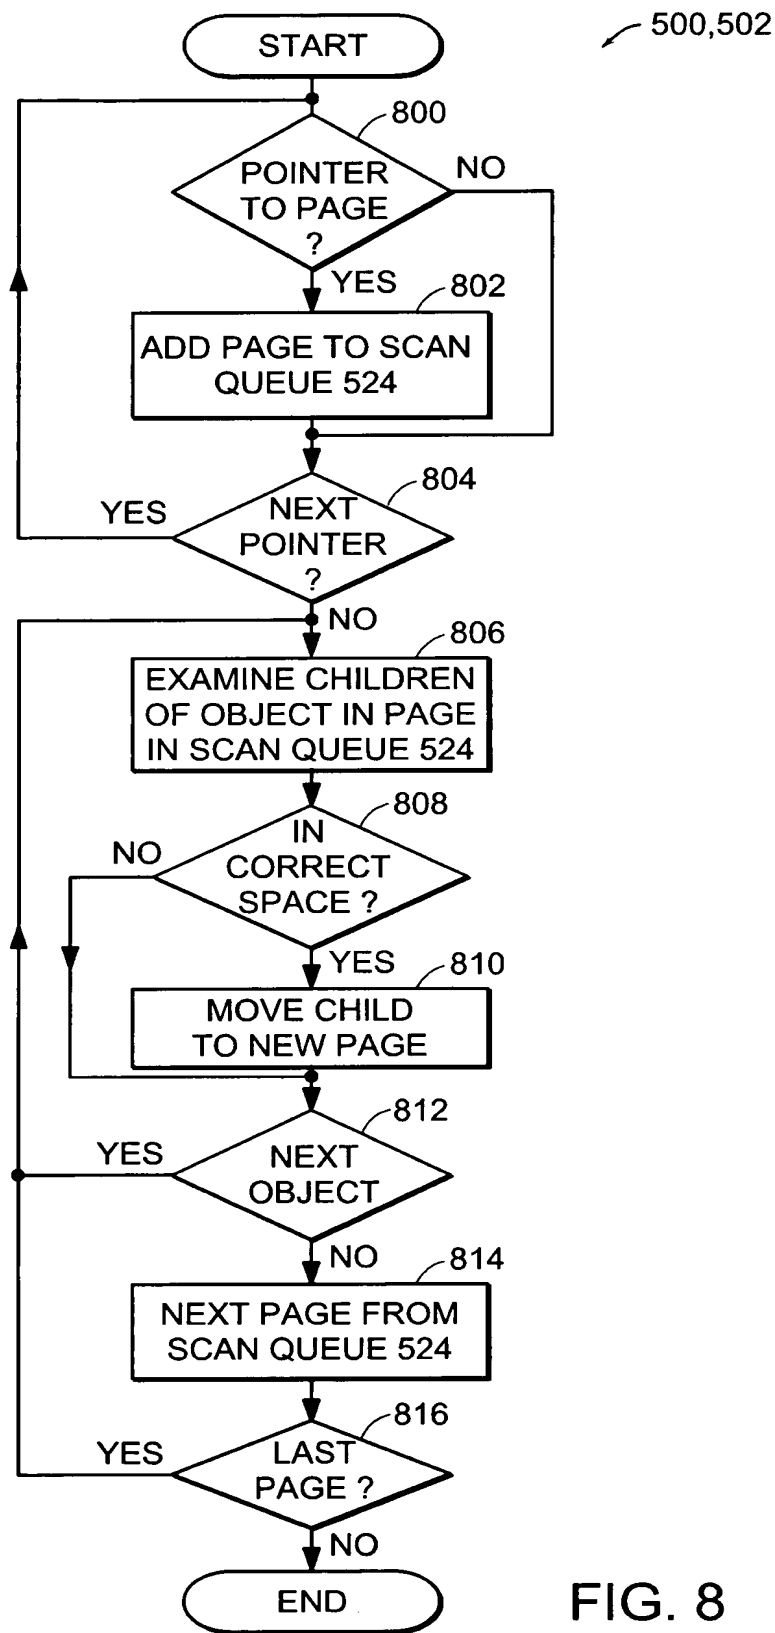 START
500,502
800
POINTER
TO PAGE
?
NO
YES
802
ADD PAGE TO SCAN
QUEUE 524
804
YES
NEXT
POINTER
?
NO
806
EXAMINE CHILDREN
OF OBJECT IN PAGE
IN SCAN QUEUE 524
808
NO
IN
CORRECT
SPACE ?
YES
810
MOVE CHILD
TO NEW PAGE
812
YES
NEXT
OBJECT
NO
814
NEXT PAGE FROM
SCAN QUEUE 524
816
YES
LAST
PAGE ?
NO
END
FIG. 8